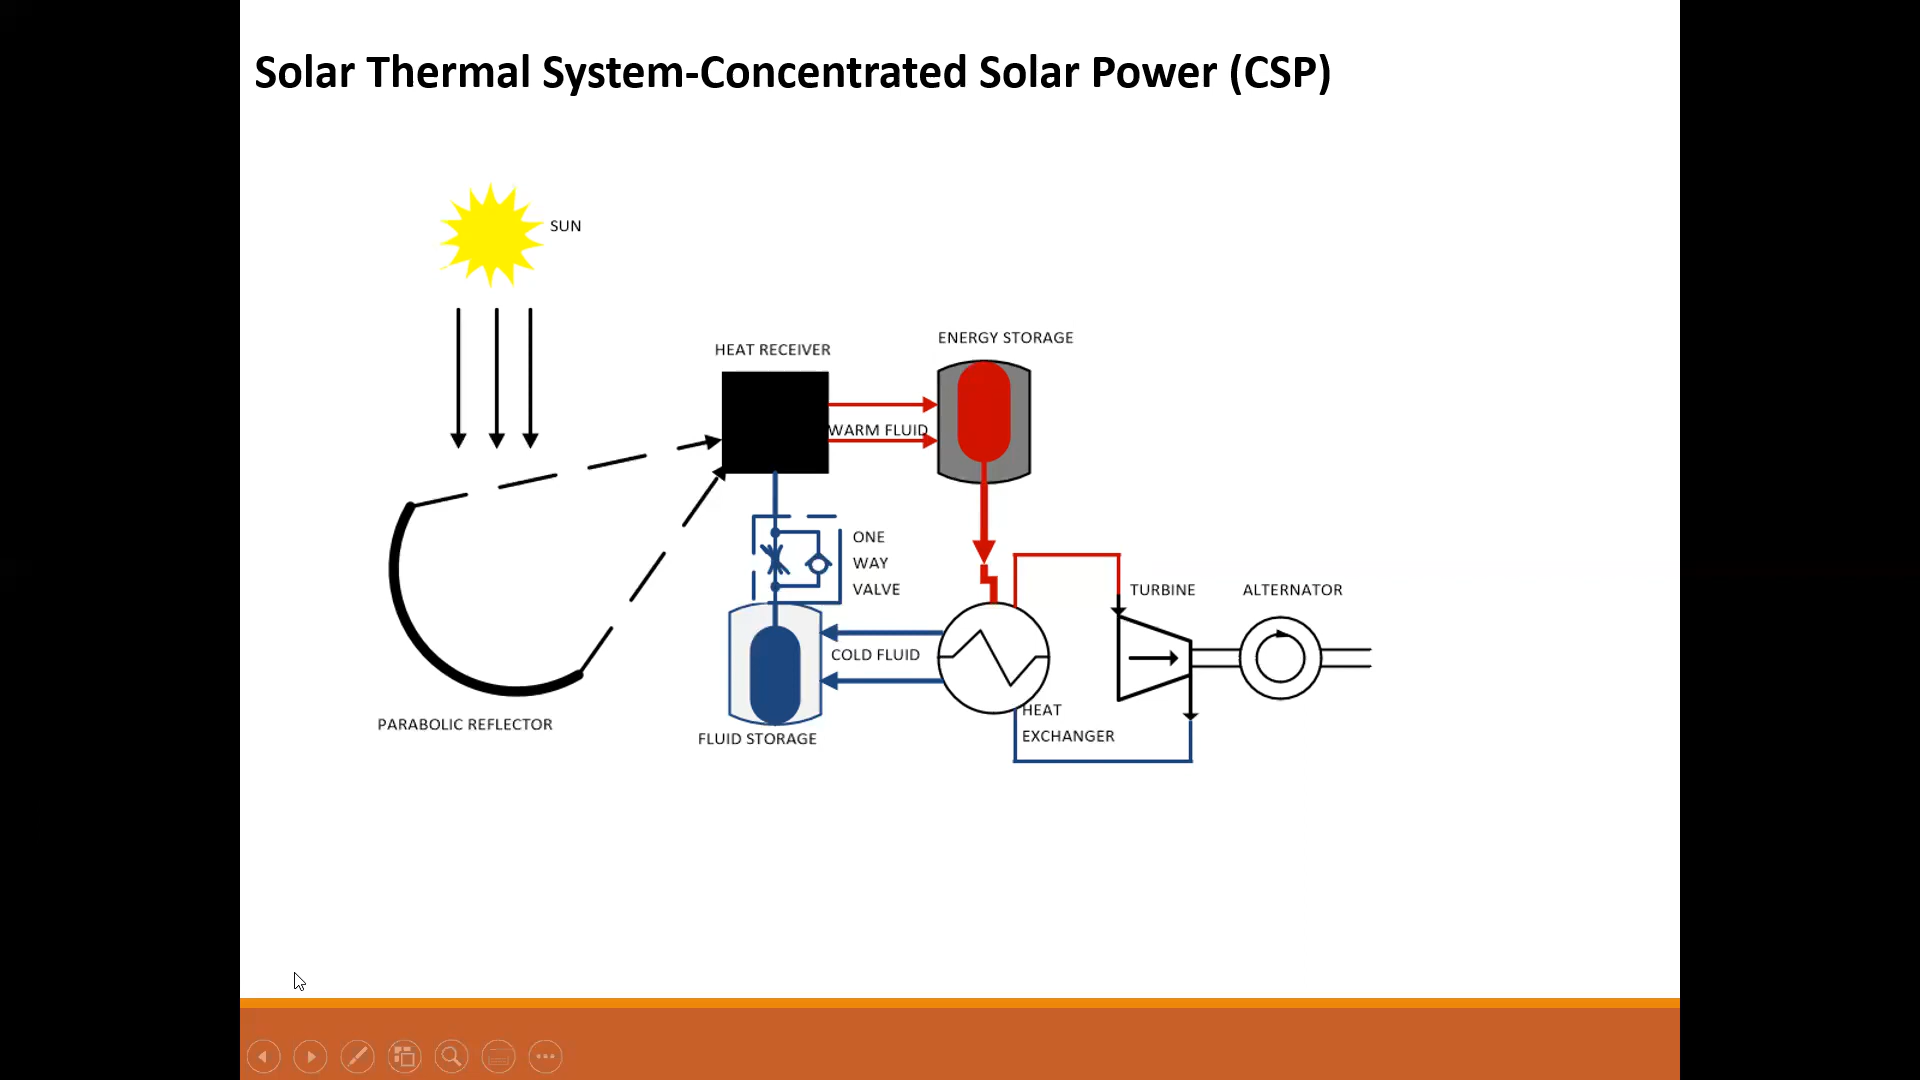 Solar Thermal System-Concentrated Solar Power (CSP)
SUN
HEAT RECEIVER
ENERGY STORAGE
WARM FLUID
ONE
WAY
VALVE
TURBINE
ALTERNATOR
COLD FLUID
HEAT
EXCHANGER
PARABOLIC REFLECTOR
FLUID STORAGE